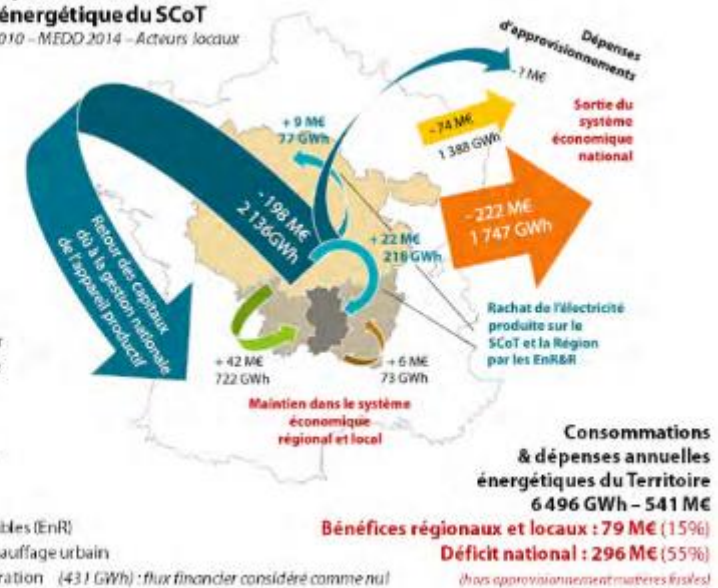 énergétique du SCoT
010 – MEDD 2014 – Acteurs locaux
Dépenses
d'approvisionnements
- ? M€
Sortie du
système
économique
national
- 74 M€
1 388 GWh
- 222 M€
1 747 GWh
+ 9 M€
77 GWh
- 198 M€
2 136GWh
+ 22 M€
216 GWh
Retour des capitaux
dû à la gestion nationale
de l'appareil productif
Rachat de l'électricité
produite sur le
SCoT et la Région
par les EnR&R
+ 42 M€
722 GWh
+ 6 M€
73 GWh
Maintien dans le système
économique
régional et local
Consommations
& dépenses annuelles
énergétiques du Territoire
6 496 GWh – 541 M€
Bénéfices régionaux et locaux : 79 M€ (15%)
Déficit national : 296 M€ (55%)
(hors approvisionnement matières fissiles)
bles (EnR)
auffage urbain
ration (431 GWh) : flux financier considéré comme nul